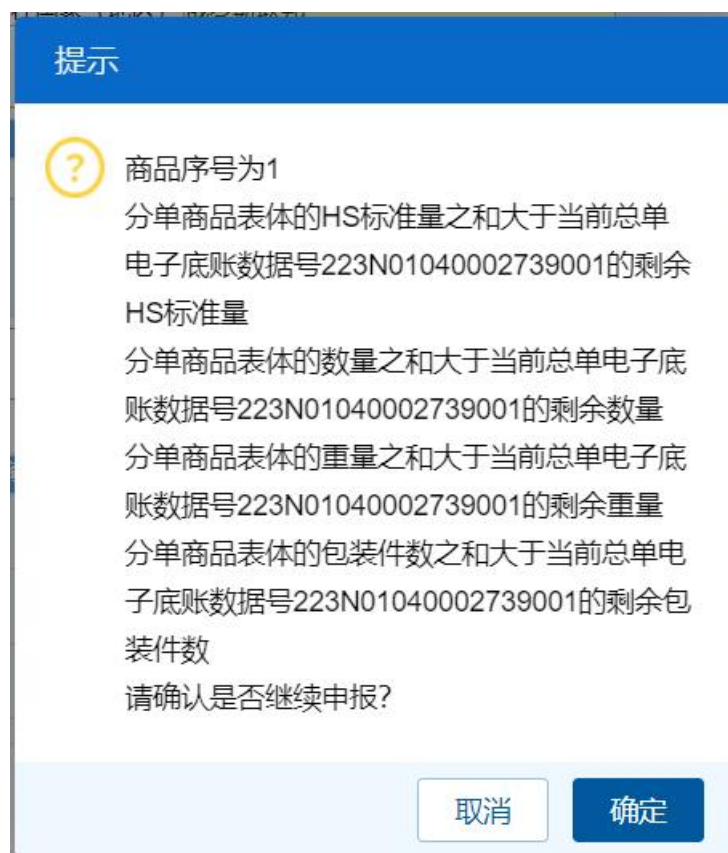 提示
商品序号为1
分单商品表体的HS标准量之和大于当前总单
电子底账数据号223N01040002739001的剩余
HS标准量
分单商品表体的数量之和大于当前总单电子底
账数据号223N01040002739001的剩余数量
分单商品表体的重量之和大于当前总单电子底
账数据号223N01040002739001的剩余重量
分单商品表体的包装件数之和大于当前总单电
子底账数据号223N01040002739001的剩余包
装件数
请确认是否继续申报?
取消
确定